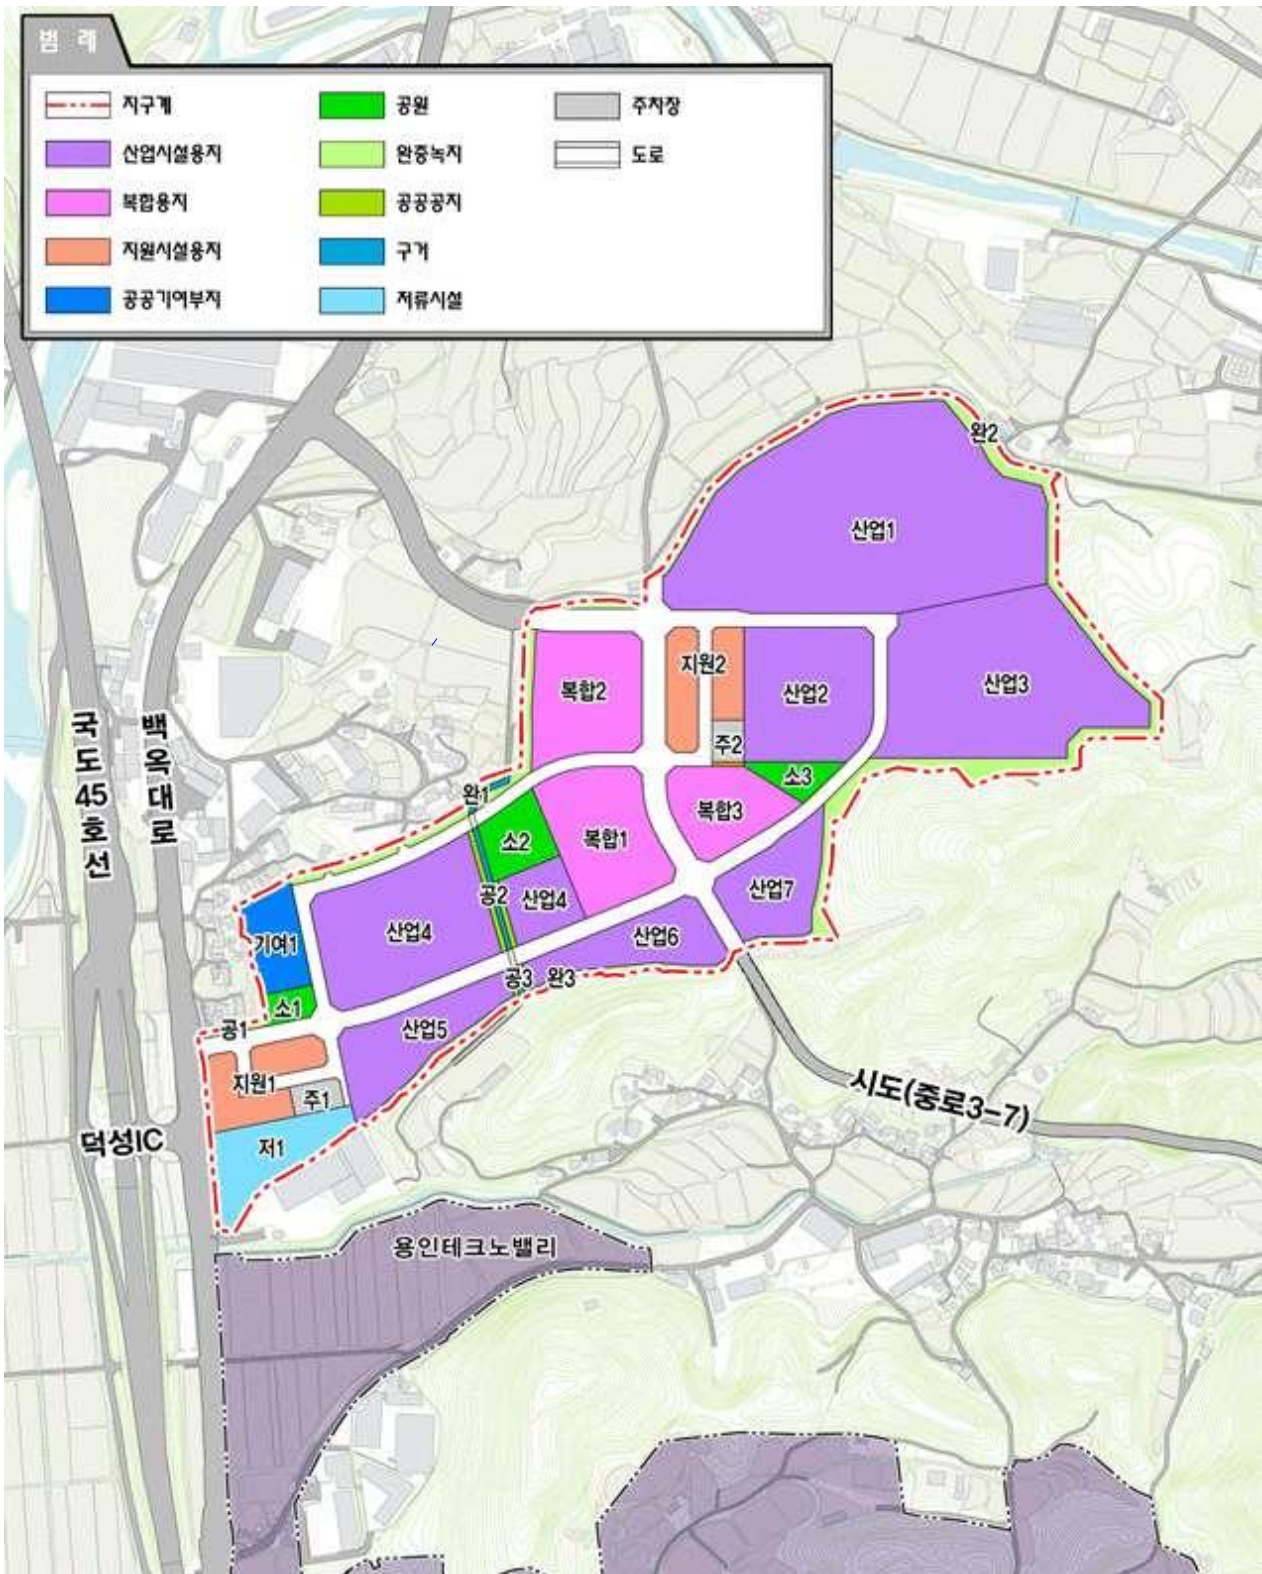 범 례
지구계
공원
주차장
산업시설용지
완충녹지
도로
복합용지
공공공지
지원시설용지
구거
공공기여부지
저류시설
완2
산업1
지원2
복합2
산업2
산업3
주2
국도45호선
백옥대로
완1
소3
복합3
소2
복합1
산업7
공2
산업4
산업4
산업6
기여1
공3
완3
소1
공1
산업5
지원1
주1
시도(중로3-7)
덕성IC
저1
용인테크노밸리